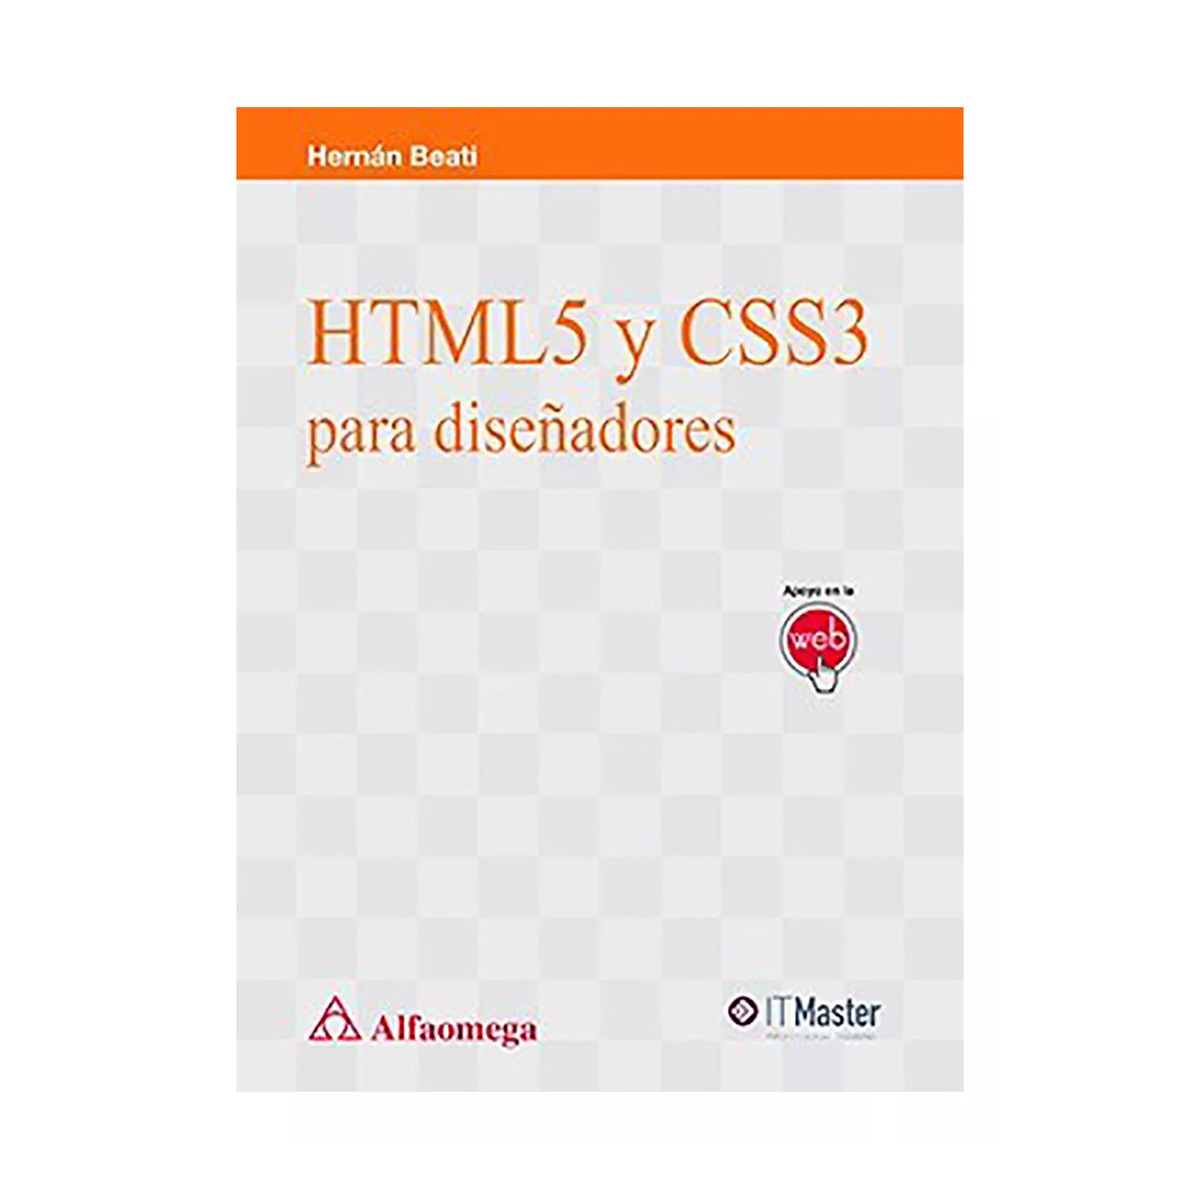 Hernán Beati
HTML5 y CSS3
para diseñadores
Apoyo en la
web
Alfaomega
IT Master